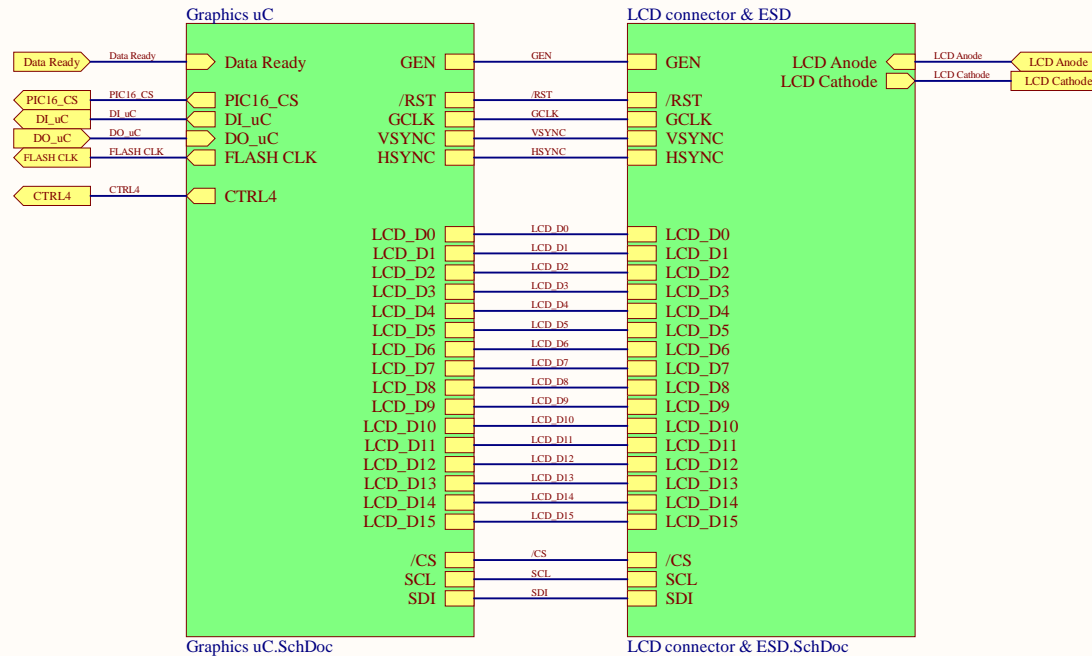 Graphics uC LCD connector & ESD
Data Ready Data Ready Data Ready GEN GEN GEN LCD Anode LCD Anode LCD Anode
LCD Cathode LCD Cathode LCD Cathode
PIC16_CS PIC16_CS PIC16_CS /RST /RST /RST
DI_uC DI_uC DI_uC GCLK GCLK GCLK
DO_uC DO_uC DO_uC VSYNC VSYNC VSYNC
FLASH CLK FLASH CLK FLASH CLK HSYNC HSYNC HSYNC
CTRL4 CTRL4 CTRL4
LCD_D0 LCD_D0 LCD_D0
LCD_D1 LCD_D1 LCD_D1
LCD_D2 LCD_D2 LCD_D2
LCD_D3 LCD_D3 LCD_D3
LCD_D4 LCD_D4 LCD_D4
LCD_D5 LCD_D5 LCD_D5
LCD_D6 LCD_D6 LCD_D6
LCD_D7 LCD_D7 LCD_D7
LCD_D8 LCD_D8 LCD_D8
LCD_D9 LCD_D9 LCD_D9
LCD_D10 LCD_D10 LCD_D10
LCD_D11 LCD_D11 LCD_D11
LCD_D12 LCD_D12 LCD_D12
LCD_D13 LCD_D13 LCD_D13
LCD_D14 LCD_D14 LCD_D14
LCD_D15 LCD_D15 LCD_D15
/CS /CS /CS
SCL SCL SCL
SDI SDI SDI
Graphics uC.SchDoc LCD connector & ESD.SchDoc